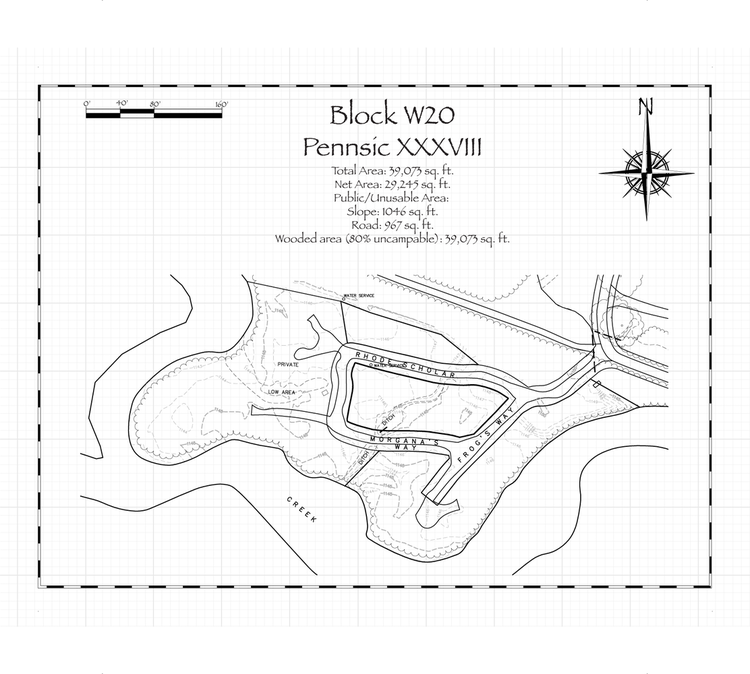 0' 40' 80' 160'
N
Block W20
Pennsic XXXVIII
Total Area: 39,073 sq. ft.
Net Area: 29,245 sq. ft.
Public/Unusable Area:
Slope: 1046 sq. ft.
Road: 967 sq. ft.
Wooded area (80% uncampable): 39,073 sq. ft.
WATER SERVICE
RHODE SCHOLAR
PRIVATE
WATER SERVICE
LOW AREA
DITCH
FROG'S WAY
MORGANA'S
WAY
DITCH
CREEK